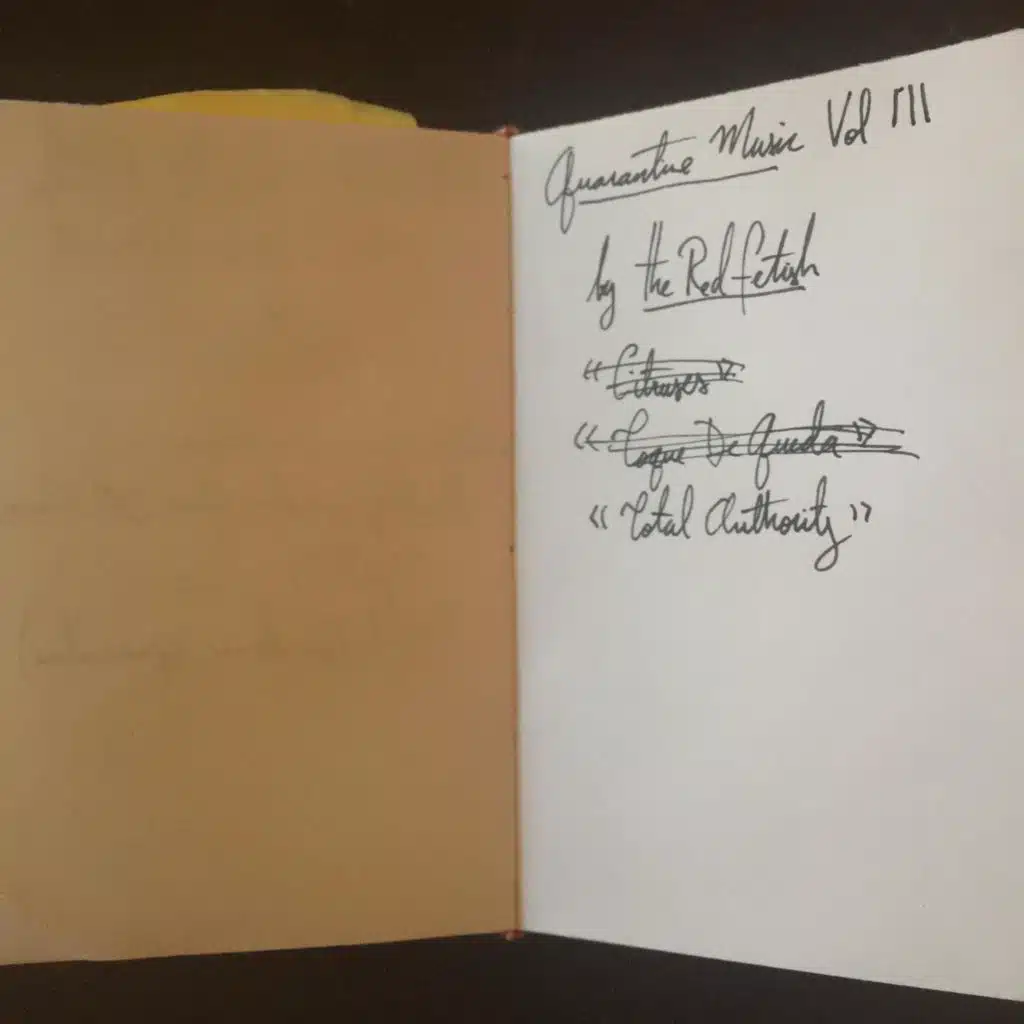 Quarantine Music Vol III
by the Red Fetish
"Citruses"
"Toque De Queda"
"Total Authority"